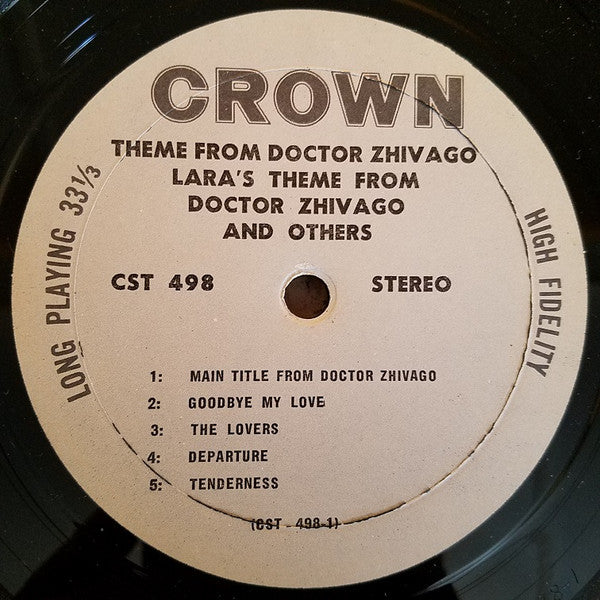 CROWN
THEME FROM DOCTOR ZHIVAGO
LARA'S THEME FROM
DOCTOR ZHIVAGO
AND OTHERS
LONG PLAYING 33⅓
HIGH FIDELITY
CST 498
STEREO
1: MAIN TITLE FROM DOCTOR ZHIVAGO
2: GOODBYE MY LOVE
3: THE LOVERS
4: DEPARTURE
5: TENDERNESS
(CST - 498-1)